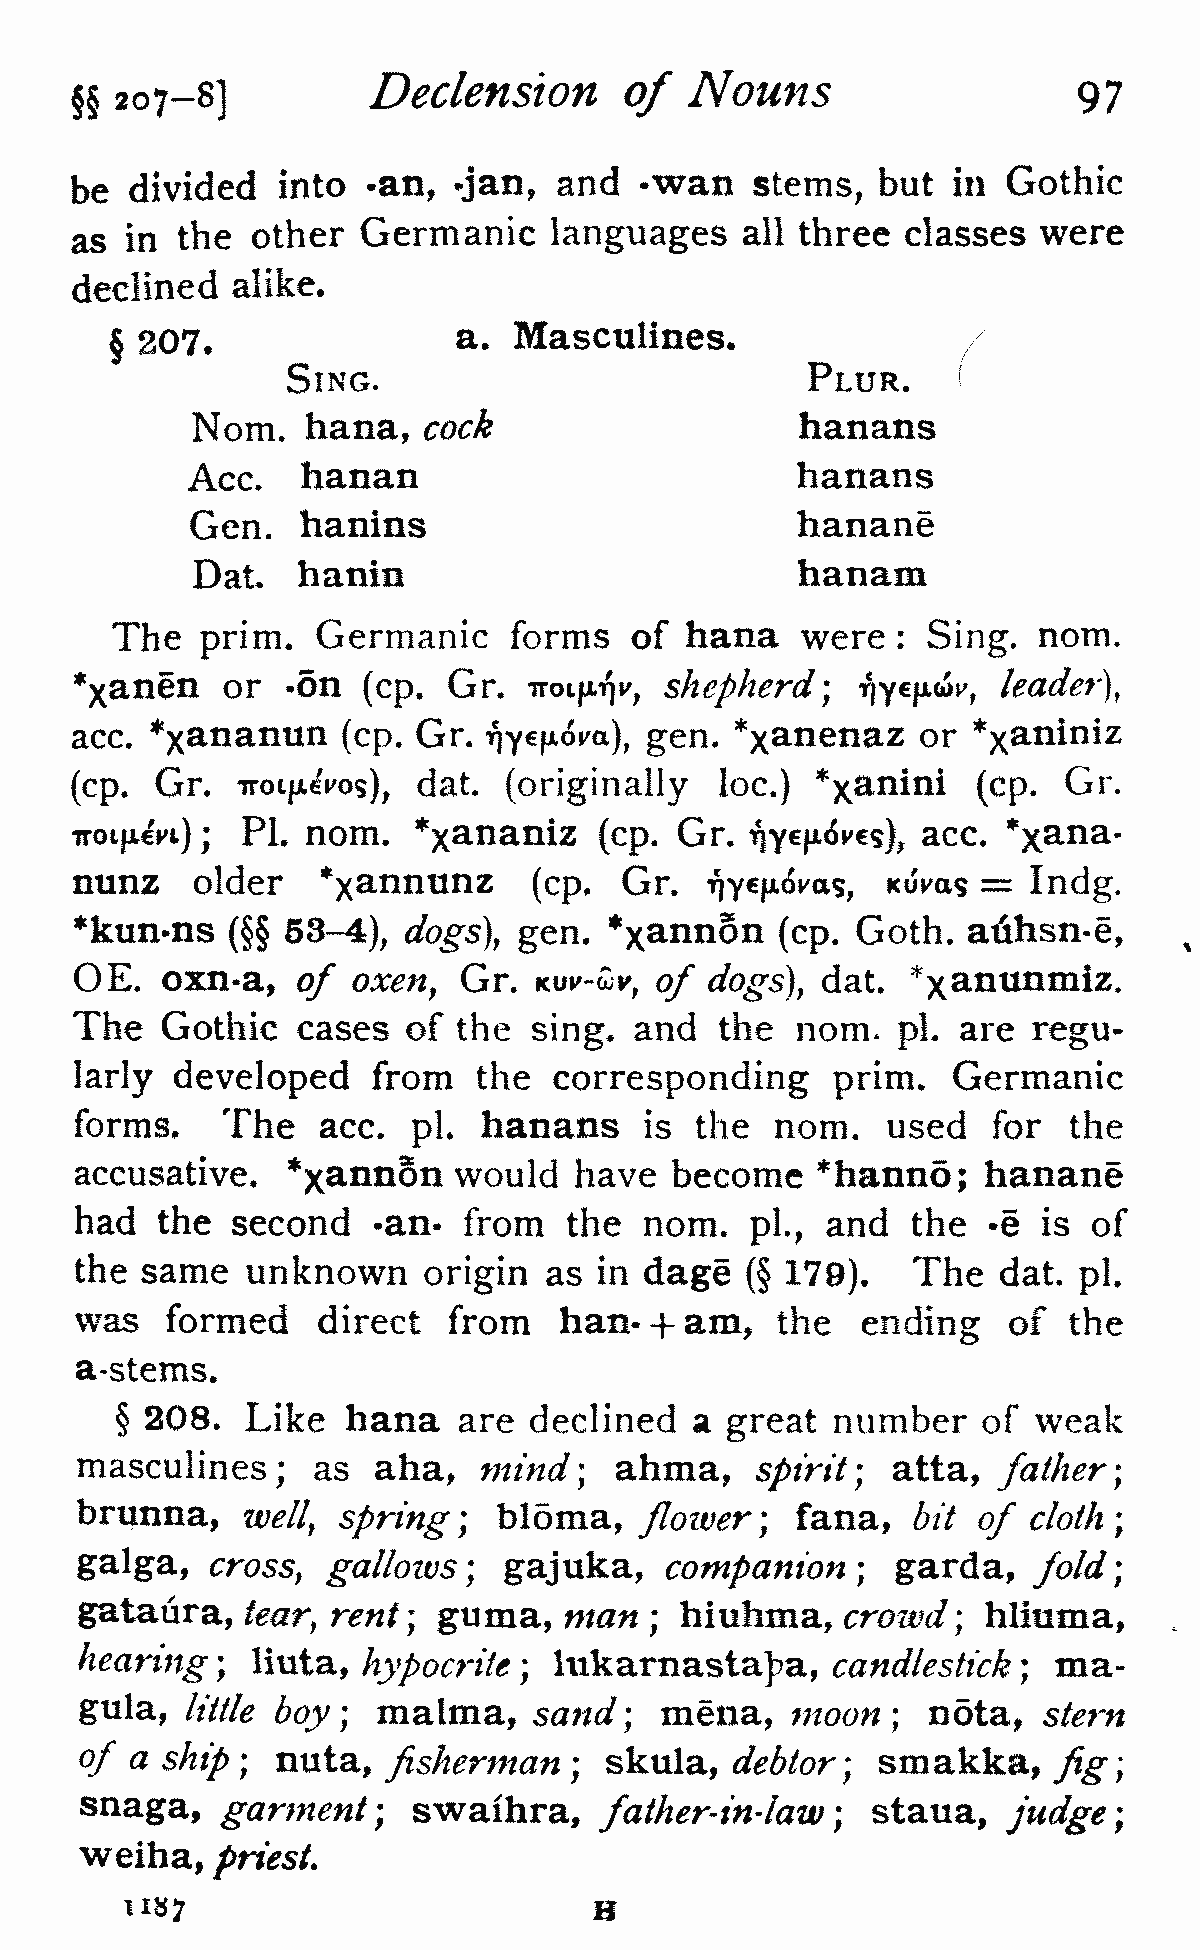 §§ 207–8] Declension of Nouns 97
be divided into -an, -jan, and -wan stems, but in Gothic
as in the other Germanic languages all three classes were
declined alike.
§ 207. a. Masculines.
SING. PLUR.
Nom. hana, cock hanans
Acc. hanan hanans
Gen. hanins hananē
Dat. hanin hanam
The prim. Germanic forms of hana were : Sing. nom.
*χanēn or -ōn (cp. Gr. ποιμήν, shepherd ; ἡγεμών, leader),
acc. *χananun (cp. Gr. ἡγεμόνα), gen. *χanenaz or *χaniniz
(cp. Gr. ποιμένος), dat. (originally loc.) *χanini (cp. Gr.
ποιμένι) ; Pl. nom. *χananiz (cp. Gr. ἡγεμόνες), acc. *χana-
nunz older *χannunz (cp. Gr. ἡγεμόνας, κύνας = Indg.
*kun-ns (§§ 53–4), dogs), gen. *χannõn (cp. Goth. aúhsn-ē,
OE. oxn-a, of oxen, Gr. κυν-ῶν, of dogs), dat. *χanunmiz.
The Gothic cases of the sing. and the nom. pl. are regu-
larly developed from the corresponding prim. Germanic
forms. The acc. pl. hanans is the nom. used for the
accusative. *χannõn would have become *hannō; hananē
had the second -an- from the nom. pl., and the -ē is of
the same unknown origin as in dagē (§ 179). The dat. pl.
was formed direct from han- + am, the ending of the
a-stems.
§ 208. Like hana are declined a great number of weak
masculines ; as aha, mind ; ahma, spirit ; atta, father ;
brunna, well, spring ; blōma, flower ; fana, bit of cloth ;
galga, cross, gallows ; gajuka, companion ; garda, fold ;
gataúra, tear, rent ; guma, man ; hiuhma, crowd ; hliuma,
hearing ; liuta, hypocrite ; lukarnastaþa, candlestick ; ma-
gula, little boy ; malma, sand ; mēna, moon ; nōta, stern
of a ship ; nuta, fisherman ; skula, debtor ; smakka, fig ;
snaga, garment ; swaíhra, father-in-law ; staua, judge ;
weiha, priest.
1187 H